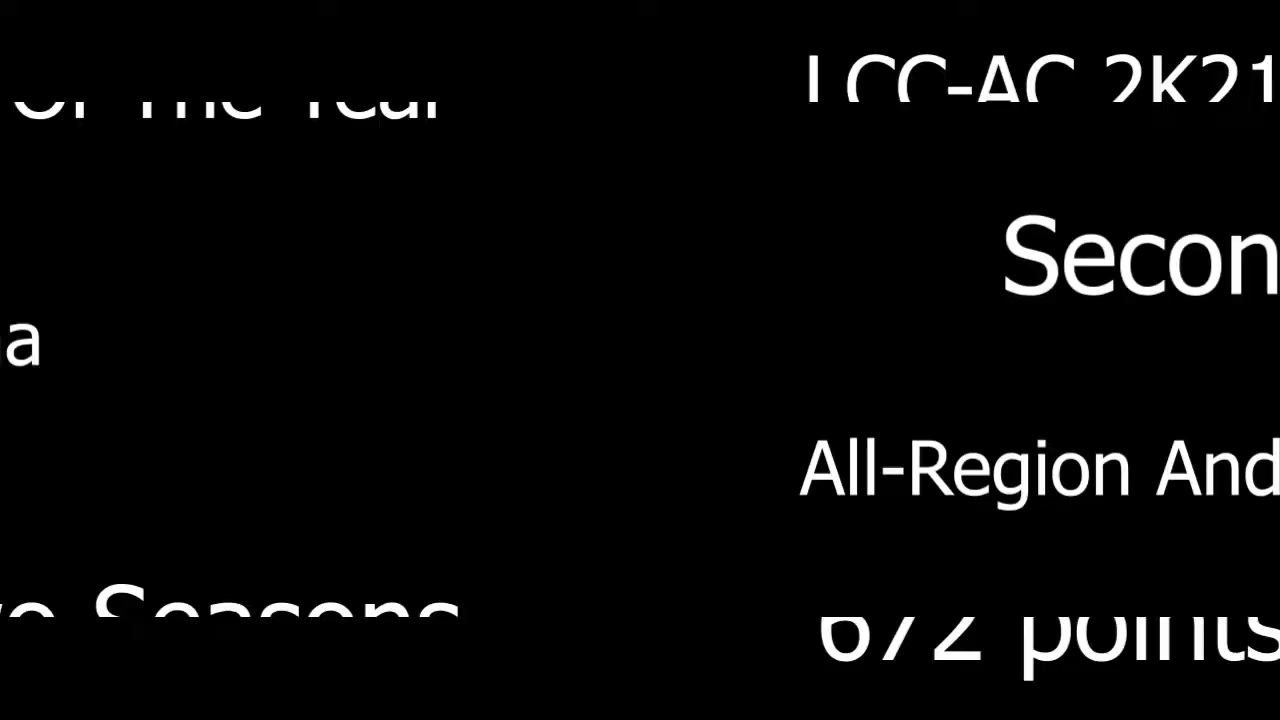 Of The Year
LCC-AC 2K21
Secon
a
All-Region And
Seasons
672 points